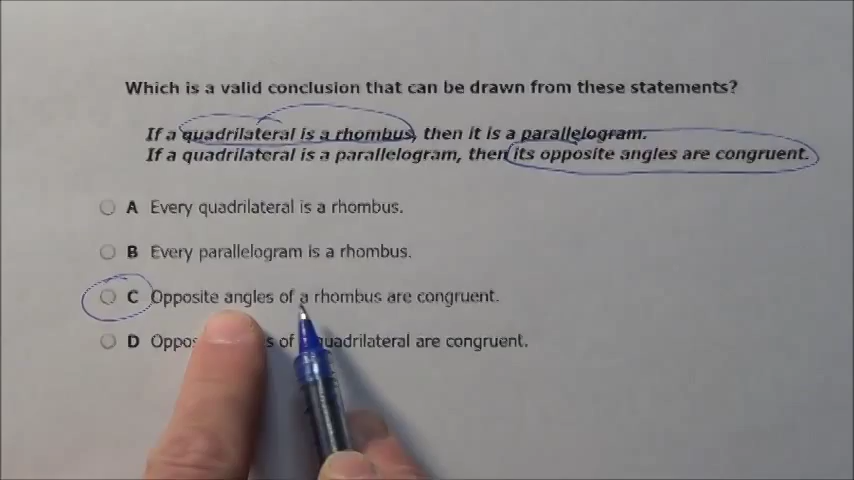 Which is a valid conclusion that can be drawn from these statements?
If a quadrilateral is a rhombus, then it is a parallelogram.
If a quadrilateral is a parallelogram, then its opposite angles are congruent.
A Every quadrilateral is a rhombus.
B Every parallelogram is a rhombus.
C Opposite angles of a rhombus are congruent.
D of quadrilateral are congruent.